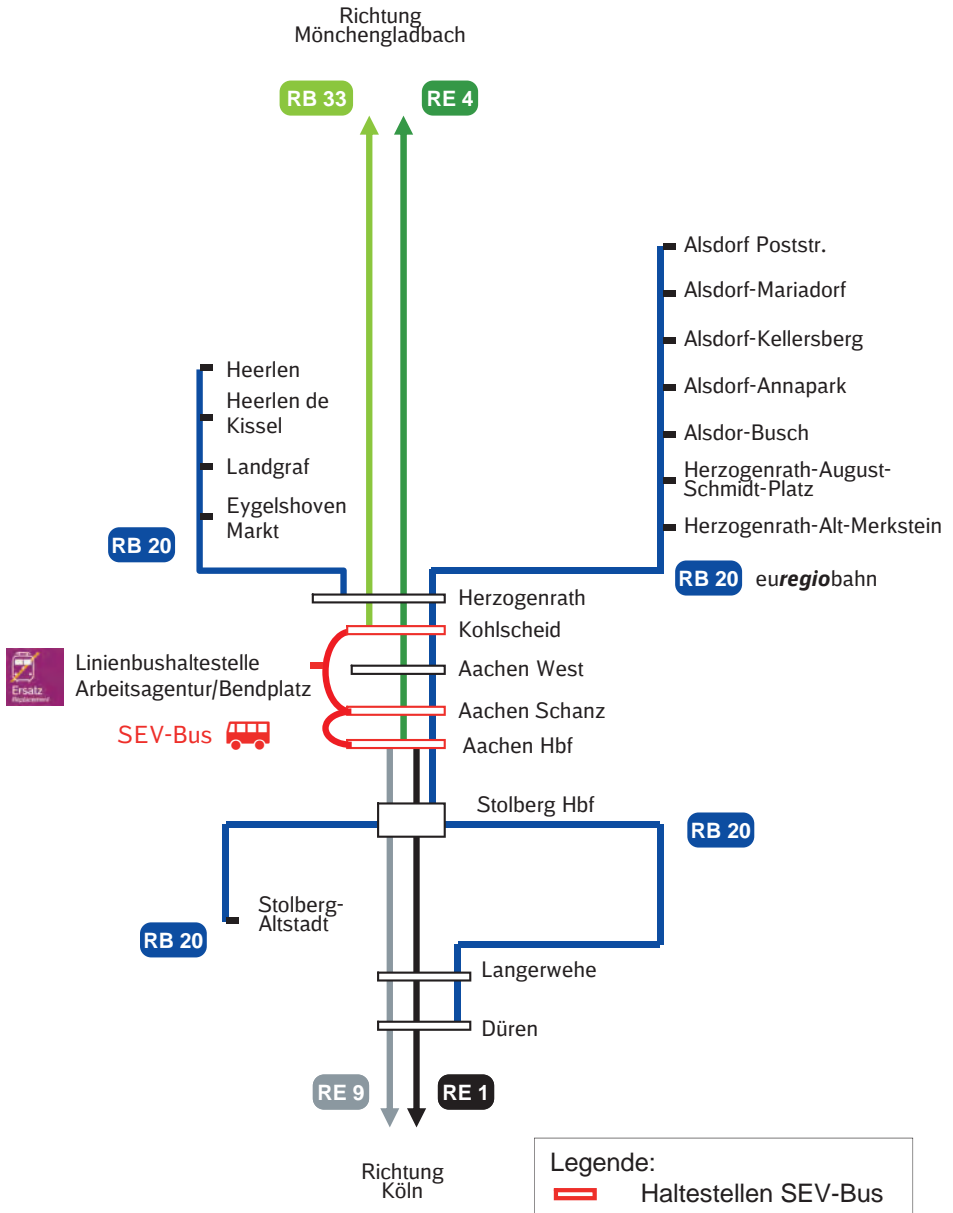 Richtung
Mönchengladbach
RB 33
RE 4
Alsdorf Poststr.
Alsdorf-Mariadorf
Alsdorf-Kellersberg
Alsdorf-Annapark
Alsdor-Busch
Herzogenrath-August-
Schmidt-Platz
Herzogenrath-Alt-Merkstein
RB 20 euregiobahn
Heerlen
Heerlen de
Kissel
Landgraf
Eygelshoven
Markt
RB 20
Herzogenrath
Kohlscheid
Aachen West
Aachen Schanz
Aachen Hbf
Ersatz
Replacement
Linienbushaltestelle
Arbeitsagentur/Bendplatz
SEV-Bus
Stolberg Hbf
RB 20
Stolberg-
Altstadt
RB 20
Langerwehe
Düren
RE 9
RE 1
Richtung
Köln
Legende:
Haltestellen SEV-Bus